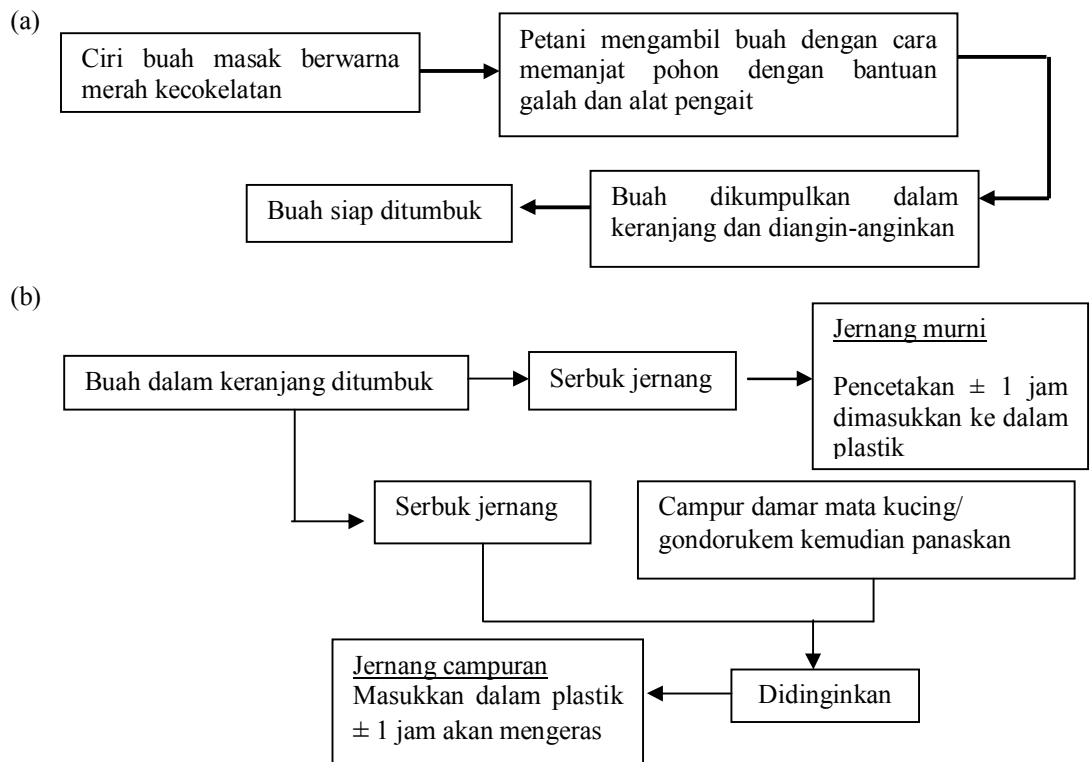 (a)
Ciri buah masak berwarna
merah kecokelatan
Petani mengambil buah dengan cara
memanjat pohon dengan bantuan
galah dan alat pengait
Buah dikumpulkan dalam
keranjang dan diangin-anginkan
Buah siap ditumbuk
(b)
Buah dalam keranjang ditumbuk
Serbuk jernang
Jernang murni
Pencetakan ± 1 jam
dimasukkan ke dalam
plastik
Serbuk jernang
Campur damar mata kucing/
gondorukem kemudian panaskan
Didinginkan
Jernang campuran
Masukkan dalam plastik
± 1 jam akan mengeras